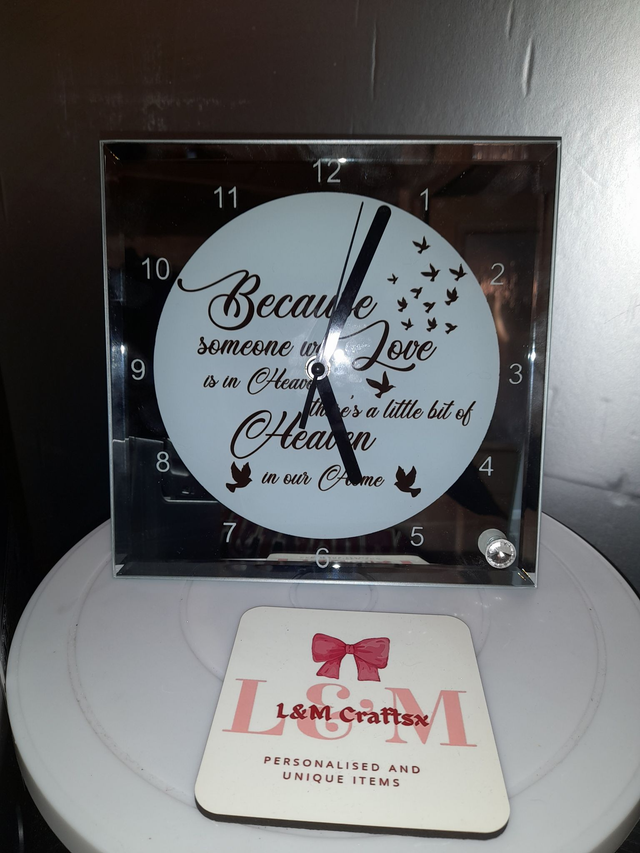 12
11
1
10
2
9
3
8
4
7
5
6
Because
someone we Love
is in Heaven
there's a little bit of
Heaven
in our Home
L&M
L&M Craftsx
PERSONALISED AND
UNIQUE ITEMS